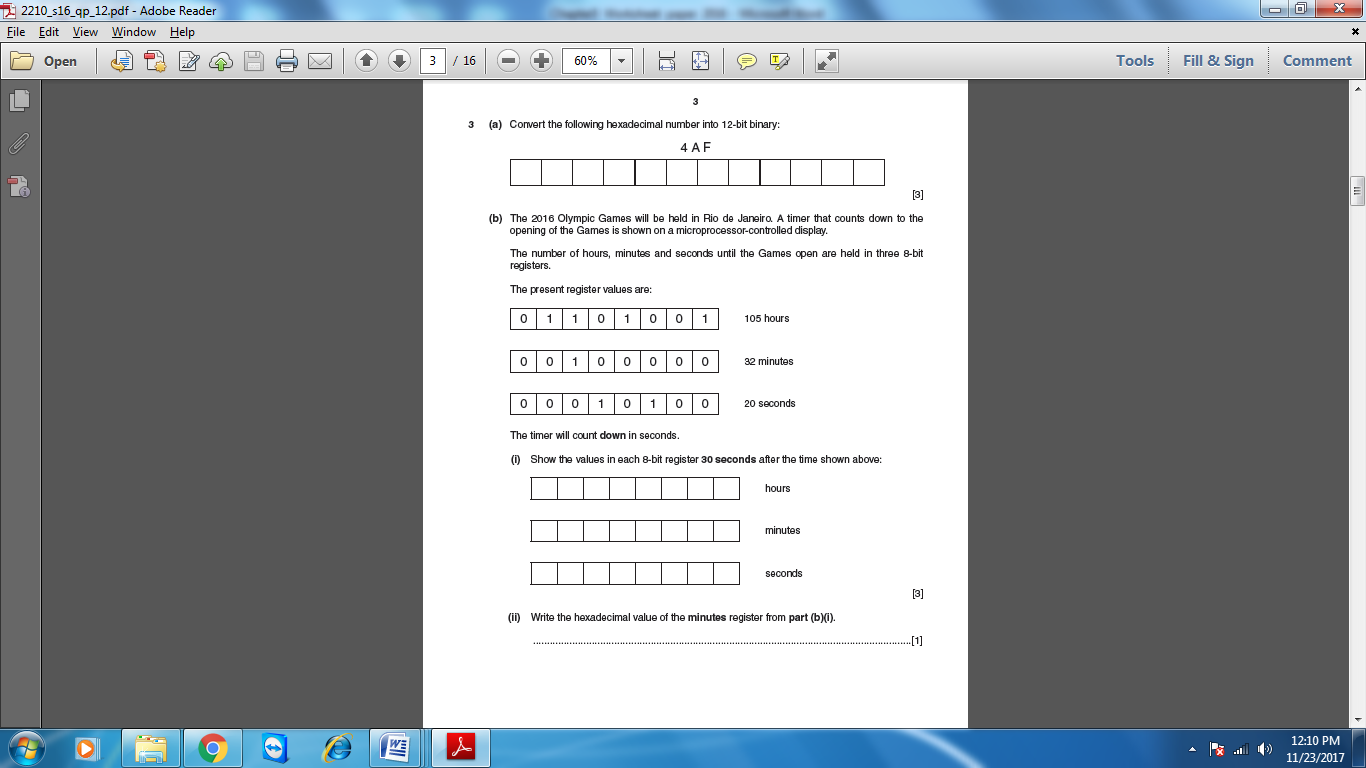 2210_s16_qp_12.pdf - Adobe Reader
File Edit View Window Help
Open 3 / 16 60% Tools Fill & Sign Comment
3
3 (a) Convert the following hexadecimal number into 12-bit binary:
4 A F
[3]
(b) The 2016 Olympic Games will be held in Rio de Janeiro. A timer that counts down to the
opening of the Games is shown on a microprocessor-controlled display.
The number of hours, minutes and seconds until the Games open are held in three 8-bit
registers.
The present register values are:
0 1 1 0 1 0 0 1 105 hours
0 0 1 0 0 0 0 0 32 minutes
0 0 0 1 0 1 0 0 20 seconds
The timer will count down in seconds.
(i) Show the values in each 8-bit register 30 seconds after the time shown above:
hours
minutes
seconds
[3]
(ii) Write the hexadecimal value of the minutes register from part (b)(i).
[1]
12:10 PM
11/23/2017